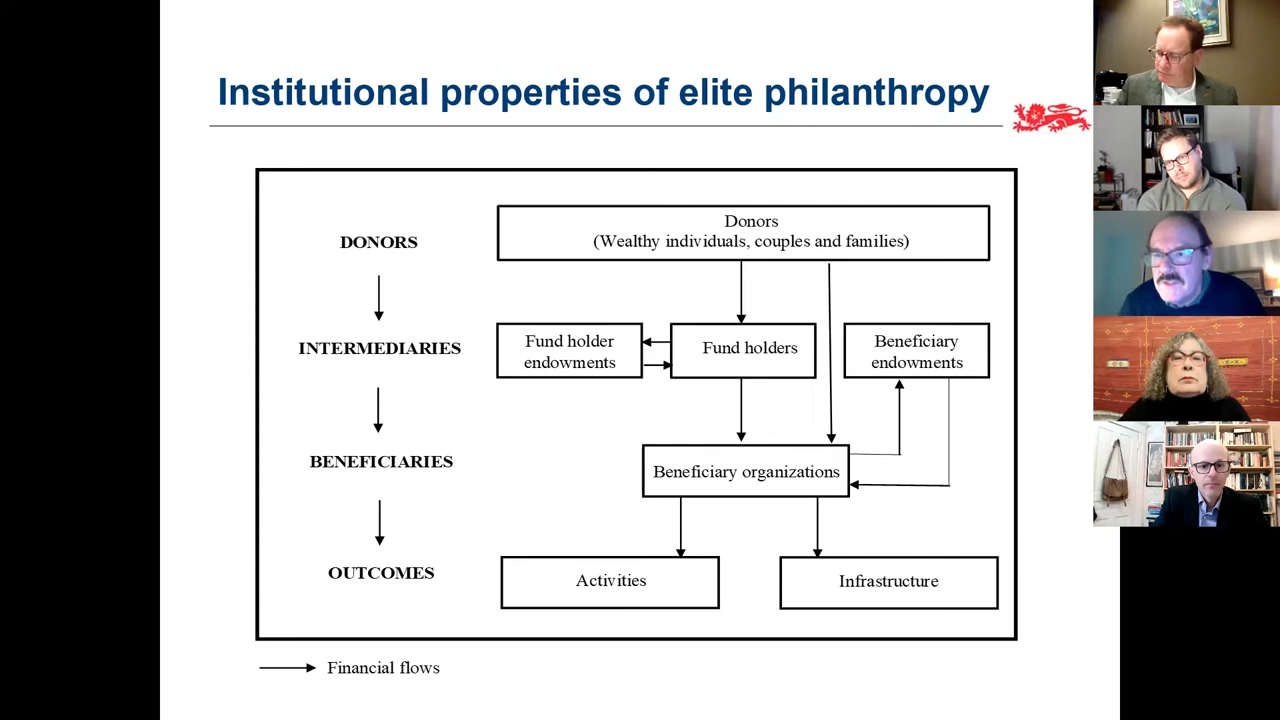 Institutional properties of elite philanthropy
DONORS
Donors
(Wealthy individuals, couples and families)
INTERMEDIARIES
Fund holder
endowments
Fund holders
Beneficiary
endowments
BENEFICIARIES
Beneficiary organizations
OUTCOMES
Activities
Infrastructure
Financial flows